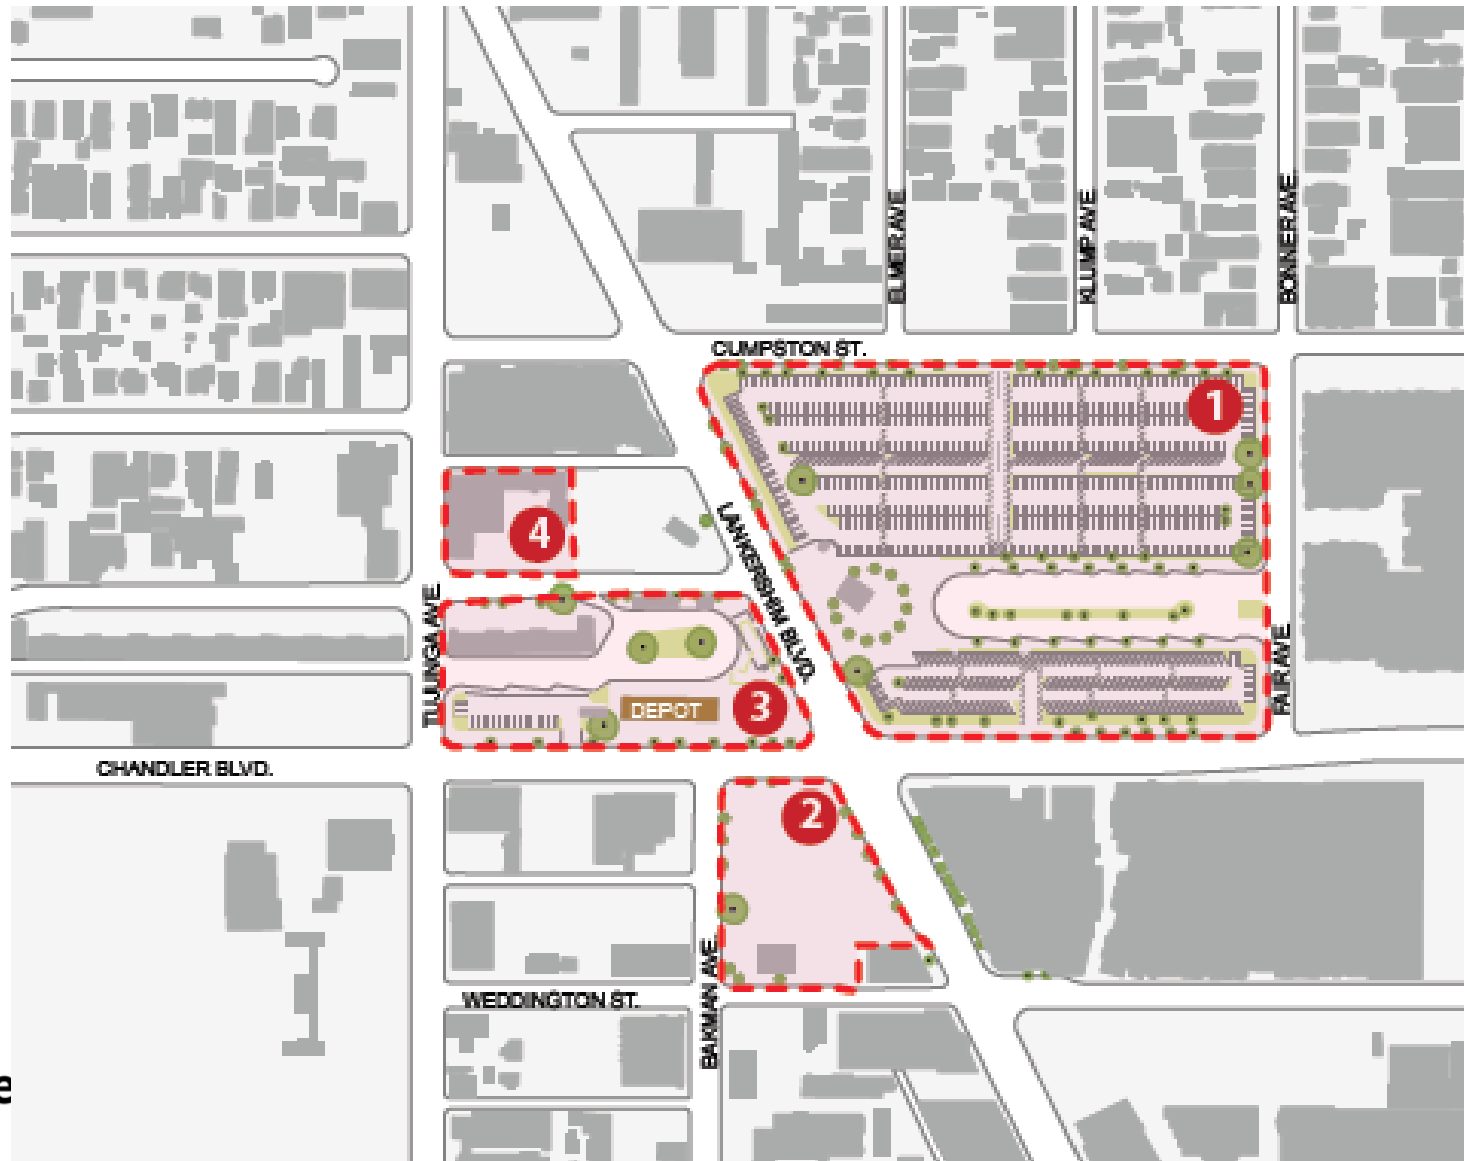 ELMER AVE.
KLUMP AVE.
BONNER AVE.
CUMPSTON ST.
1
4
LANKERSHIM BLVD.
TUJUNGA AVE.
FAIR AVE.
DEPOT
3
CHANDLER BLVD.
2
BAKMAN AVE.
WEDDINGTON ST.
e